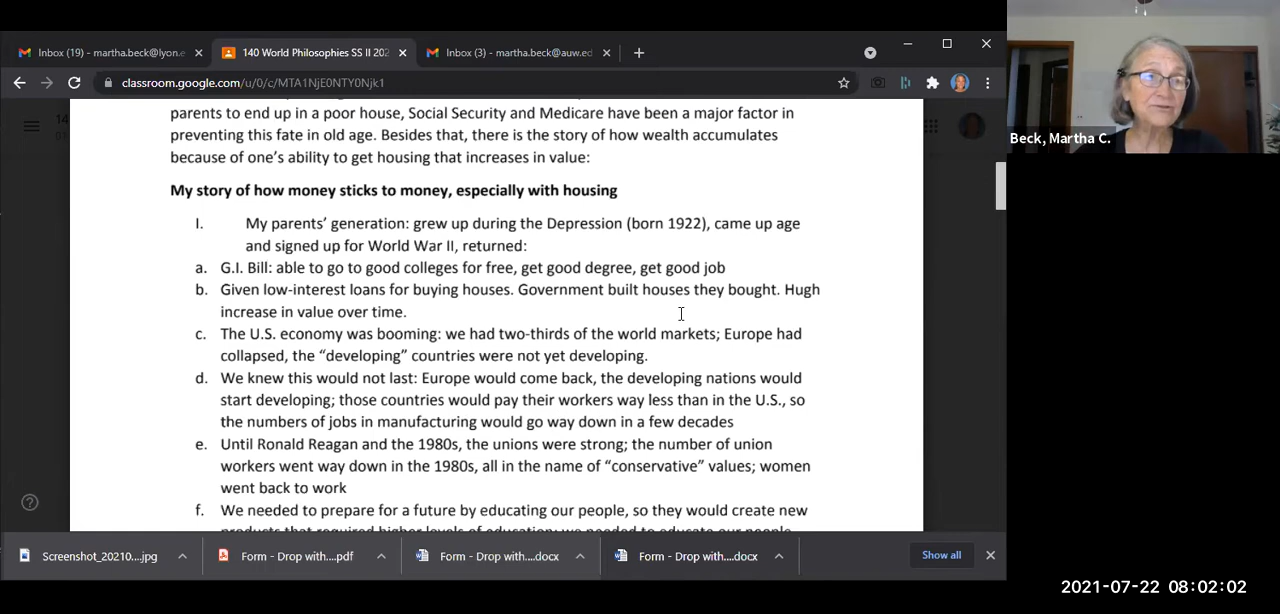 Inbox (19) - martha.beck@lyon.e
140 World Philosophies SS II 202
Inbox (3) - martha.beck@auw.ed
classroom.google.com/u/0/c/MTA1NjE0NTY0Njk1
Beck, Martha C.
parents to end up in a poor house, Social Security and Medicare have been a major factor in
preventing this fate in old age. Besides that, there is the story of how wealth accumulates
because of one's ability to get housing that increases in value:
My story of how money sticks to money, especially with housing
I. My parents' generation: grew up during the Depression (born 1922), came up age
and signed up for World War II, returned:
a. G.I. Bill: able to go to good colleges for free, get good degree, get good job
b. Given low-interest loans for buying houses. Government built houses they bought. Hugh
increase in value over time.
c. The U.S. economy was booming: we had two-thirds of the world markets; Europe had
collapsed, the "developing" countries were not yet developing.
d. We knew this would not last: Europe would come back, the developing nations would
start developing; those countries would pay their workers way less than in the U.S., so
the numbers of jobs in manufacturing would go way down in a few decades
e. Until Ronald Reagan and the 1980s, the unions were strong; the number of union
workers went way down in the 1980s, all in the name of "conservative" values; women
went back to work
f. We needed to prepare for a future by educating our people, so they would create new
products that required higher levels of education; we needed to educate our people
Screenshot_20210....jpg
Form - Drop with....pdf
Form - Drop with....docx
Form - Drop with....docx
Show all
2021-07-22 08:02:02